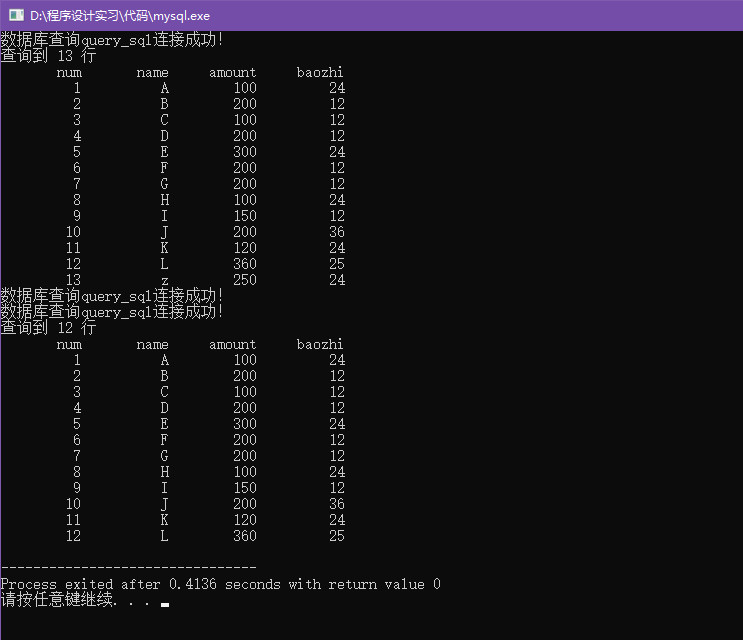 D:\程序设计实习\代码\mysql.exe
数据库查询query_sql连接成功!
查询到 13 行
num name amount baozhi
1 A 100 24
2 B 200 12
3 C 100 12
4 D 200 12
5 E 300 24
6 F 200 12
7 G 200 12
8 H 100 24
9 I 150 12
10 J 200 36
11 K 120 24
12 L 360 25
13 z 250 24
数据库查询query_sql连接成功!
数据库查询query_sql连接成功!
查询到 12 行
num name amount baozhi
1 A 100 24
2 B 200 12
3 C 100 12
4 D 200 12
5 E 300 24
6 F 200 12
7 G 200 12
8 H 100 24
9 I 150 12
10 J 200 36
11 K 120 24
12 L 360 25
--------------------------------
Process exited after 0.4136 seconds with return value 0
请按任意键继续. . .